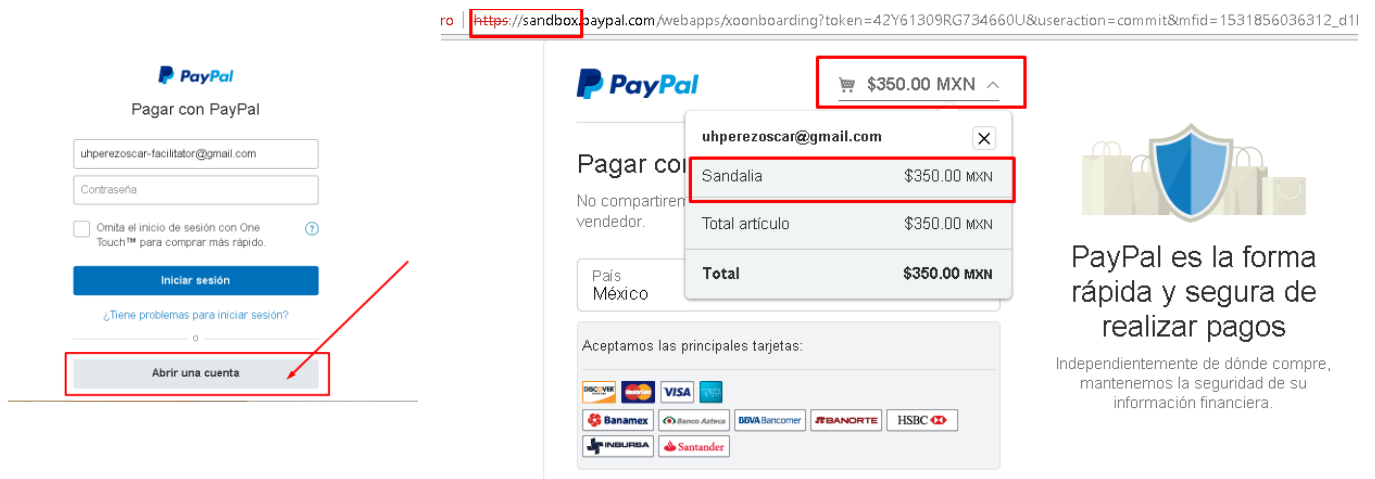 PayPal
Pagar con PayPal
uhperezoscar-facilitator@gmail.com
Contraseña
Omita el inicio de sesión con One
Touch™ para comprar más rápido.
?
Iniciar sesión
¿Tiene problemas para iniciar sesión?
o
Abrir una cuenta
ro | https://sandbox.paypal.com/webapps/xoonboarding?token=42Y61309RG734660U&useraction=commit&mfid=1531856036312_d1
PayPal
$350.00 MXN
uhperezoscar@gmail.com
Sandalia $350.00 MXN
Total artículo $350.00 MXN
Total $350.00 MXN
Pagar con
No compartirem
vendedor.
País
México
Aceptamos las principales tarjetas:
DISCOVER MasterCard VISA
Banamex Banco Azteca BBVA Bancomer BANORTE HSBC
INBURSA Santander
PayPal es la forma
rápida y segura de
realizar pagos
Independientemente de dónde compre,
mantenemos la seguridad de su
información financiera.